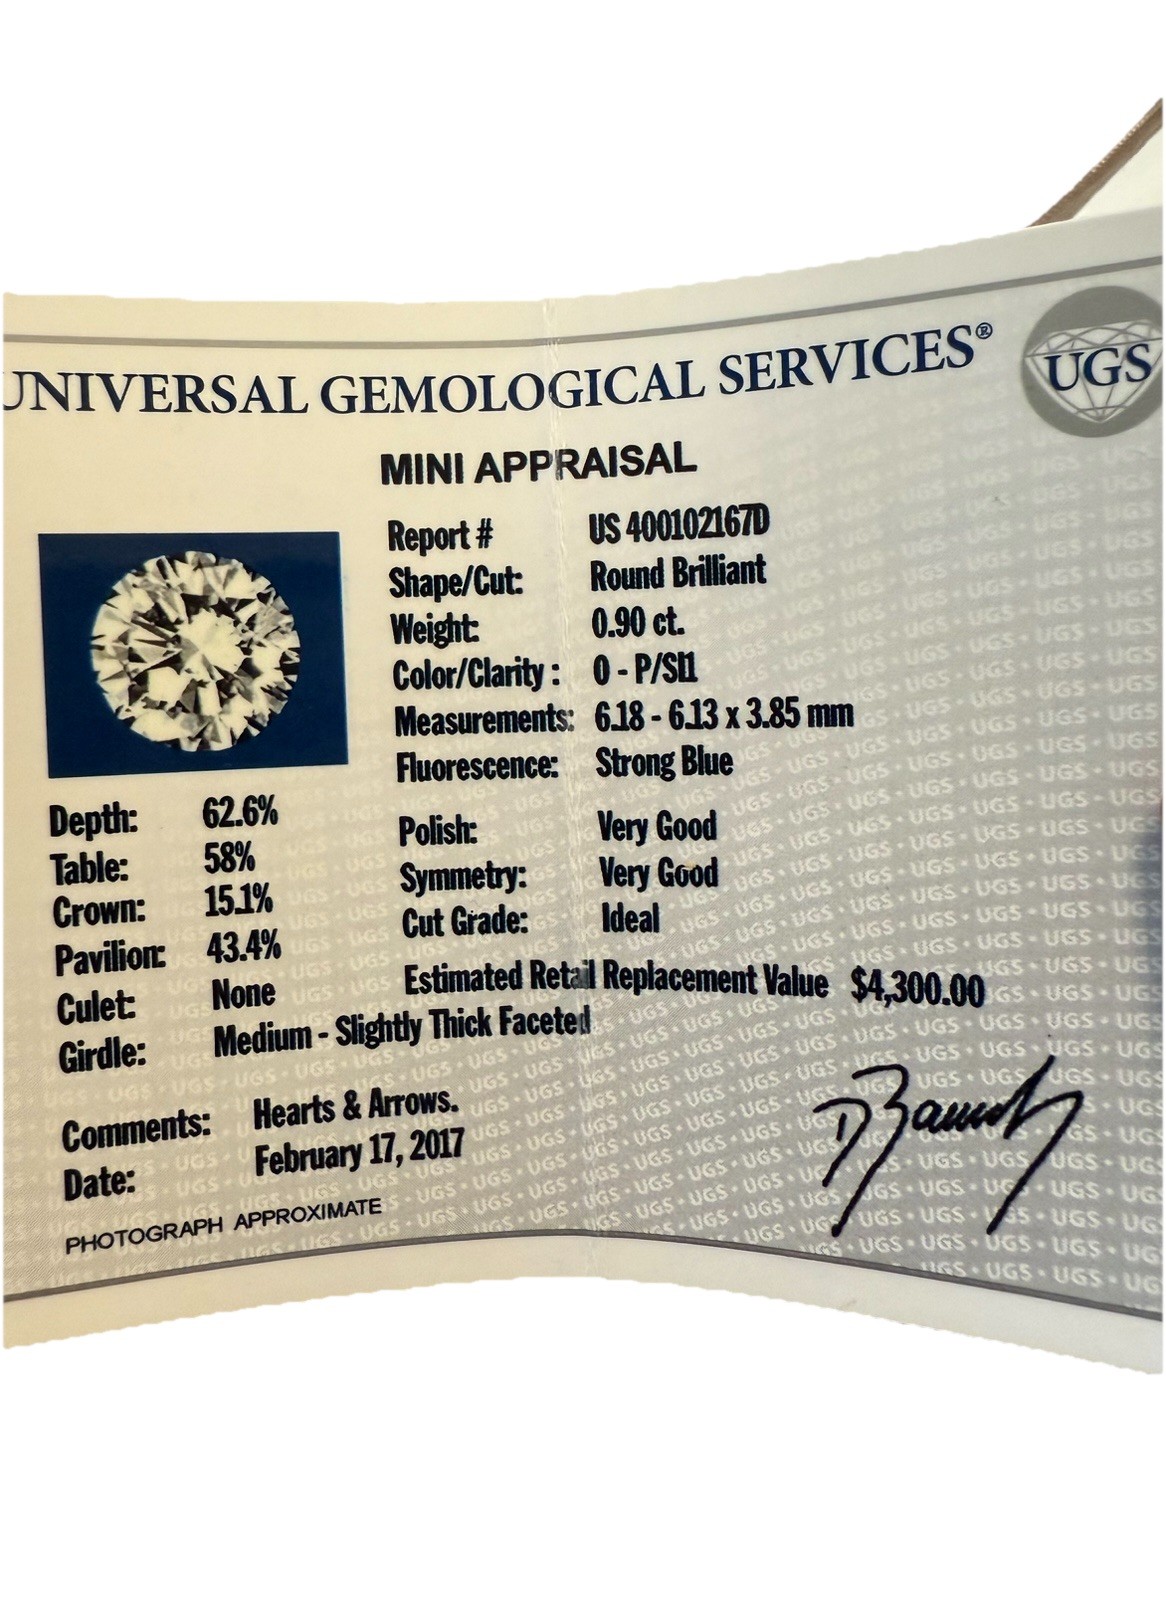 UNIVERSAL GEMOLOGICAL SERVICES®
UGS
MINI APPRAISAL
Report # US 400102167D
Shape/Cut: Round Brilliant
Weight: 0.90 ct.
Color/Clarity : O - P/SI1
Measurements: 6.18 - 6.13 x 3.85 mm
Fluorescence: Strong Blue
Polish: Very Good
Symmetry: Very Good
Cut Grade: Ideal
Estimated Retail Replacement Value $4,300.00
Depth: 62.6%
Table: 58%
Crown: 15.1%
Pavilion: 43.4%
Culet: None
Girdle: Medium - Slightly Thick Faceted
Comments: Hearts & Arrows.
Date: February 17, 2017
PHOTOGRAPH APPROXIMATE